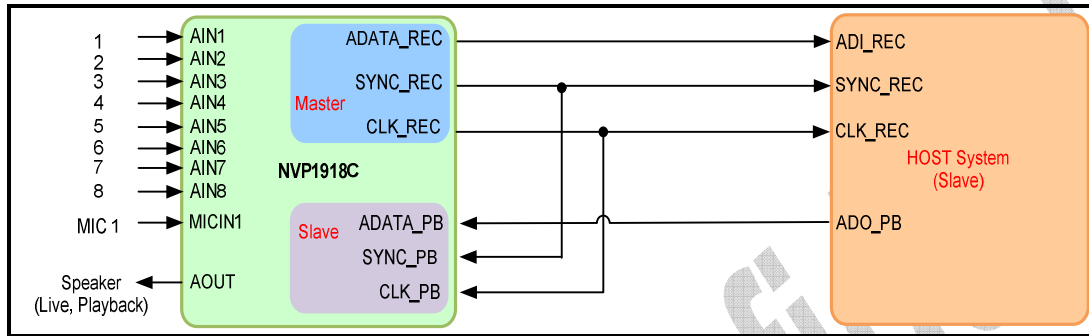 1 AIN1 ADATA_REC ADI_REC
2 AIN2
3 AIN3 SYNC_REC SYNC_REC
4 AIN4 Master
5 AIN5 CLK_REC CLK_REC
6 AIN6
7 AIN7 NVP1918C HOST System
8 AIN8 (Slave)
MIC 1 MICIN1 Slave ADATA_PB ADO_PB
SYNC_PB
Speaker AOUT CLK_PB
(Live, Playback)